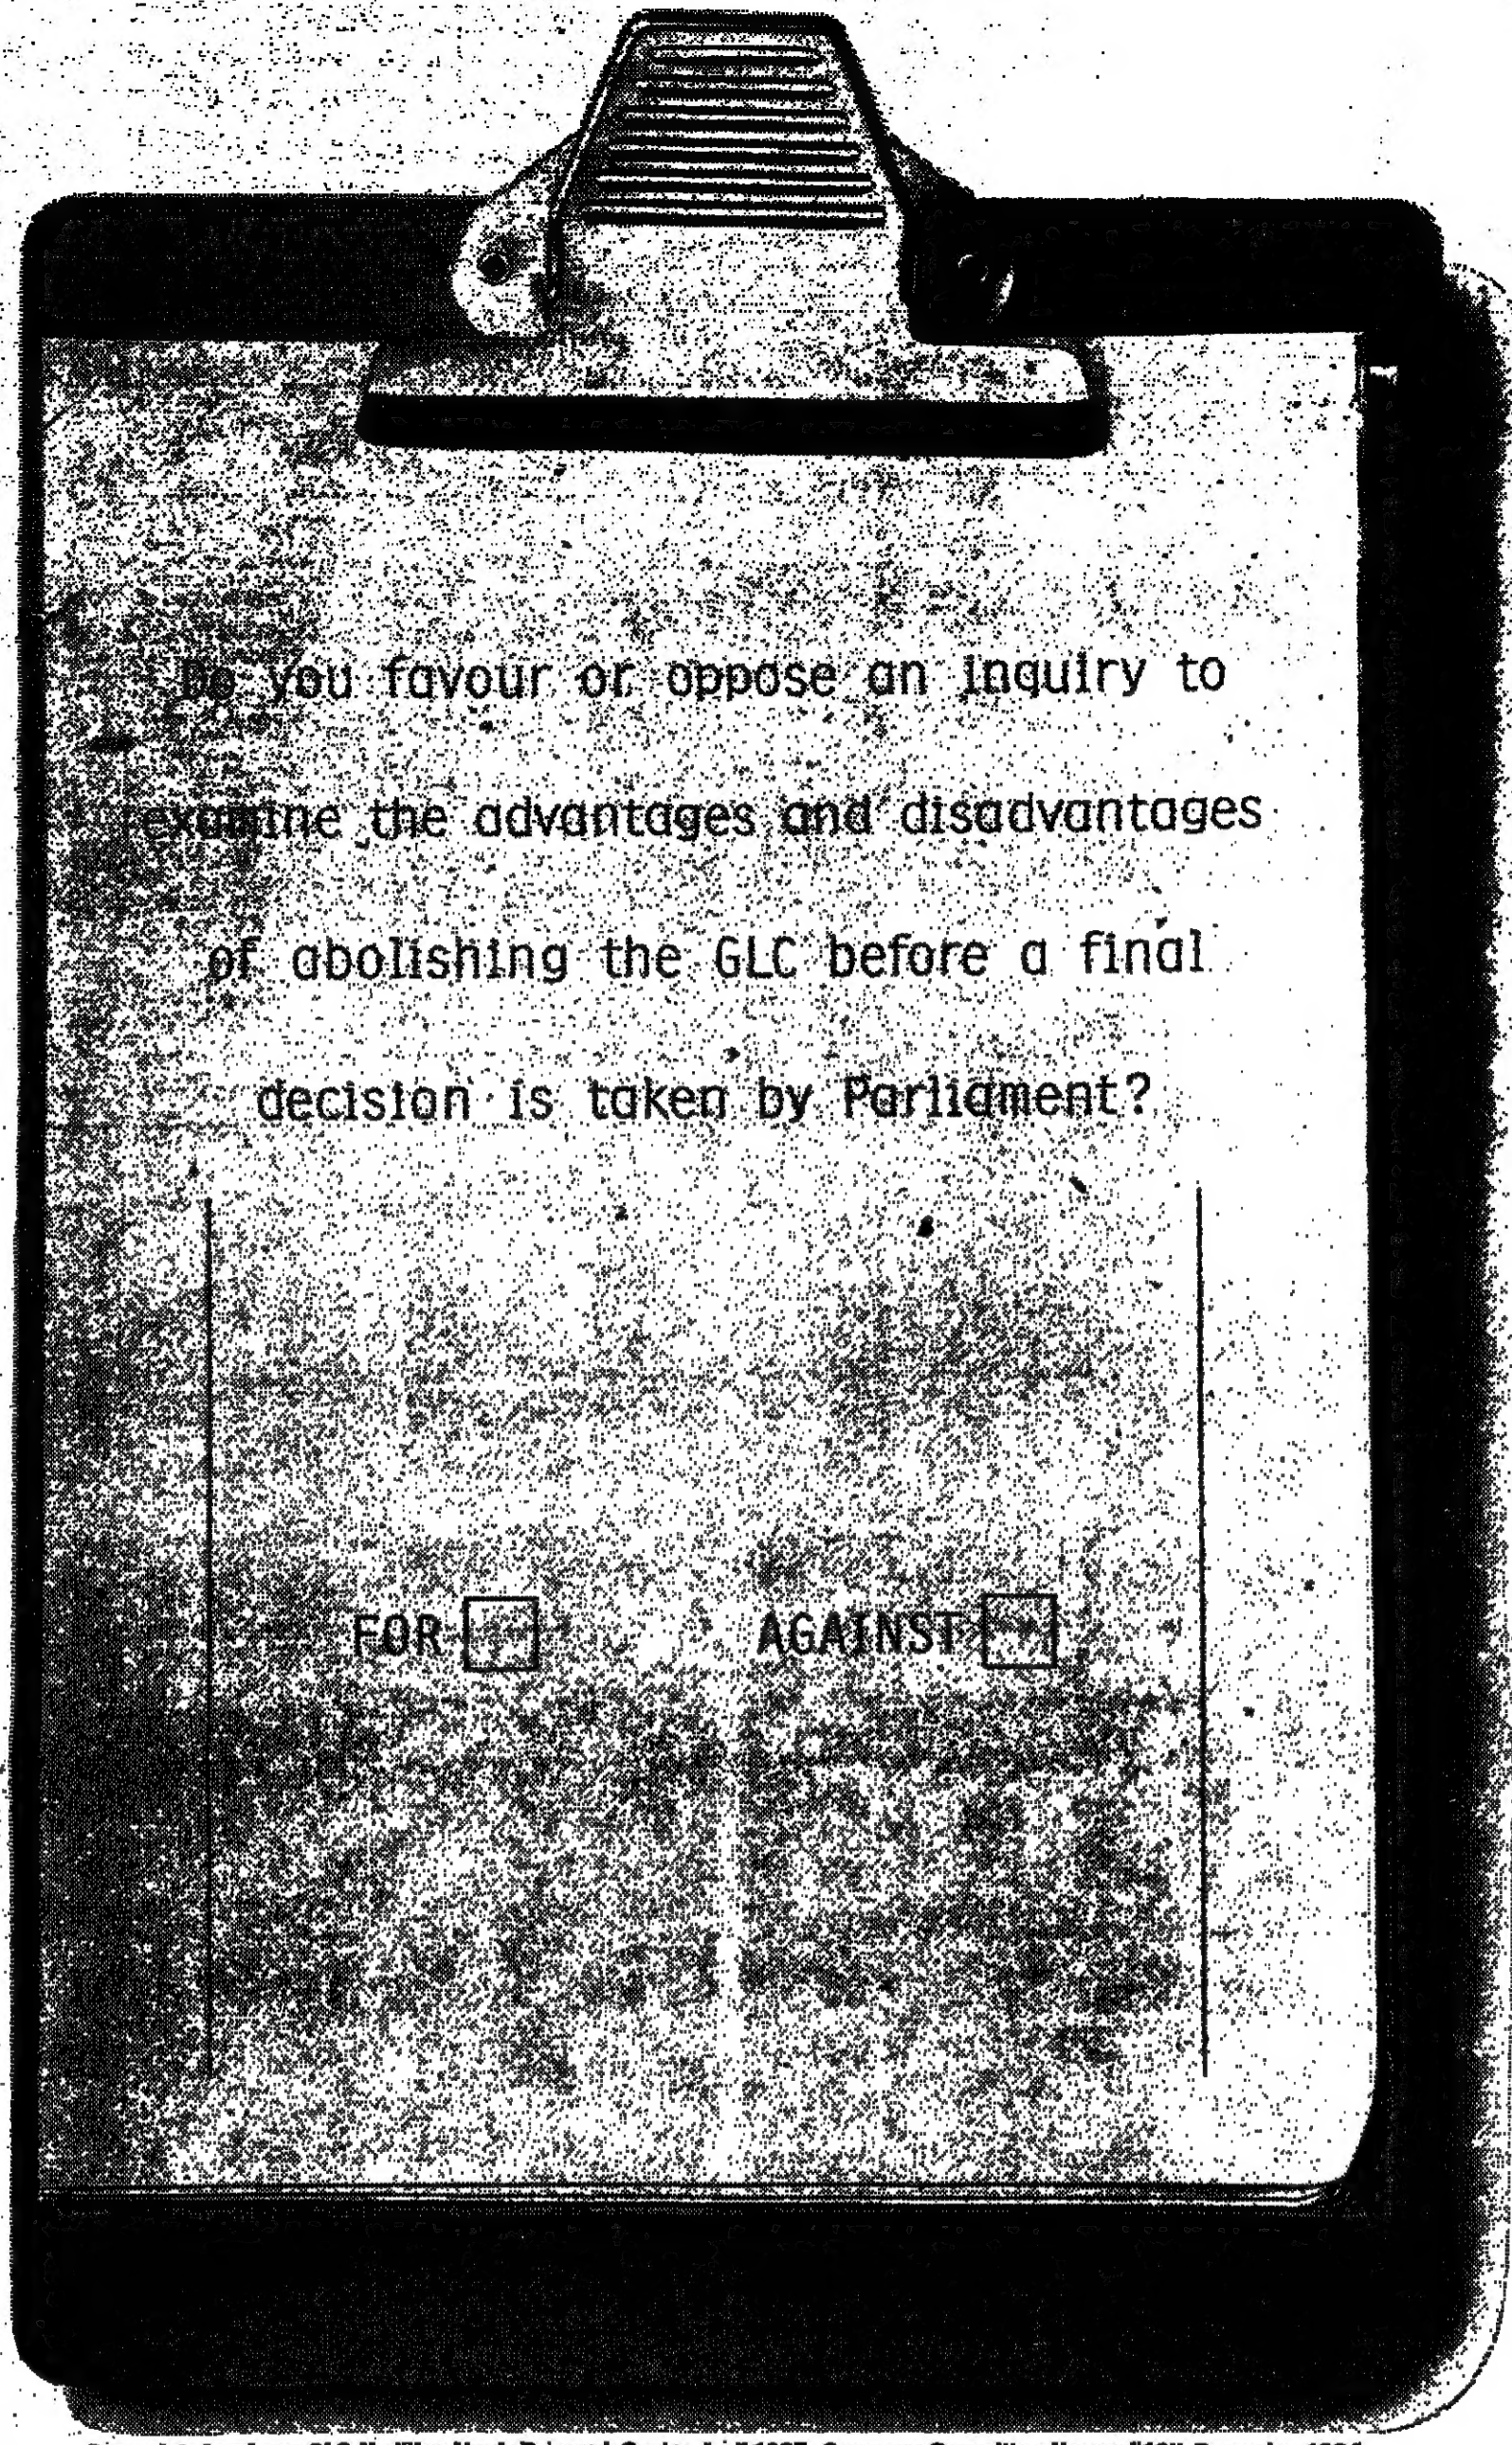 Do you favour or oppose an inquiry to
examine the advantages and disadvantages
of abolishing the GLC before a final
decision is taken by Parliament?
FOR
AGAINST